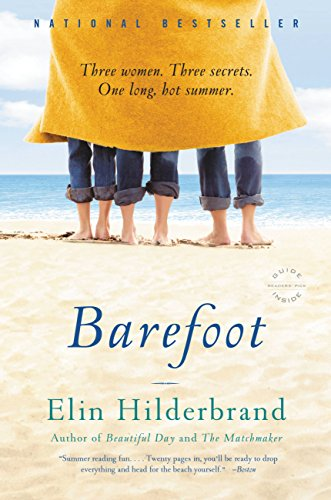 NATIONAL BESTSELLER
Three women. Three secrets.
One long, hot summer.
GUIDE
READERS' PICK
INSIDE
Barefoot
Elin Hilderbrand
Author of Beautiful Day and The Matchmaker
"Summer reading fun. . . . Twenty pages in, you'll be ready to drop
everything and head for the beach yourself." –Boston